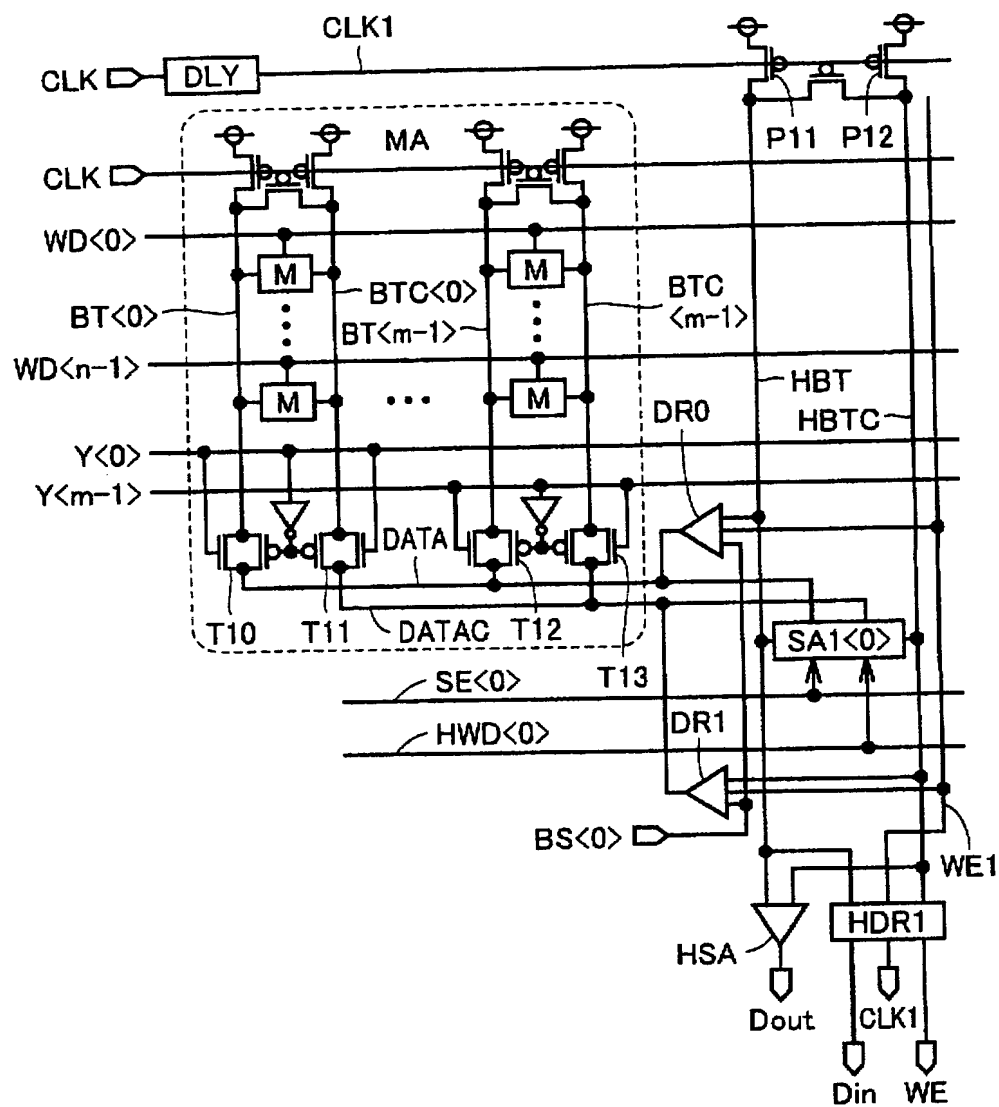 CLK1
CLK DLY
P11 P12
MA
CLK
WD<0>
M M
BT<0> BTC<0> BT<m-1> BTC
<m-1>
WD<n-1>
M ... M
HBT
HBTC
DR0
Y<0>
Y<m-1>
DATA
T10 T11 DATAC T12 T13
SA1<0>
SE<0>
HWD<0>
DR1
BS<0>
WE1
HSA HDR1
Dout CLK1
Din WE